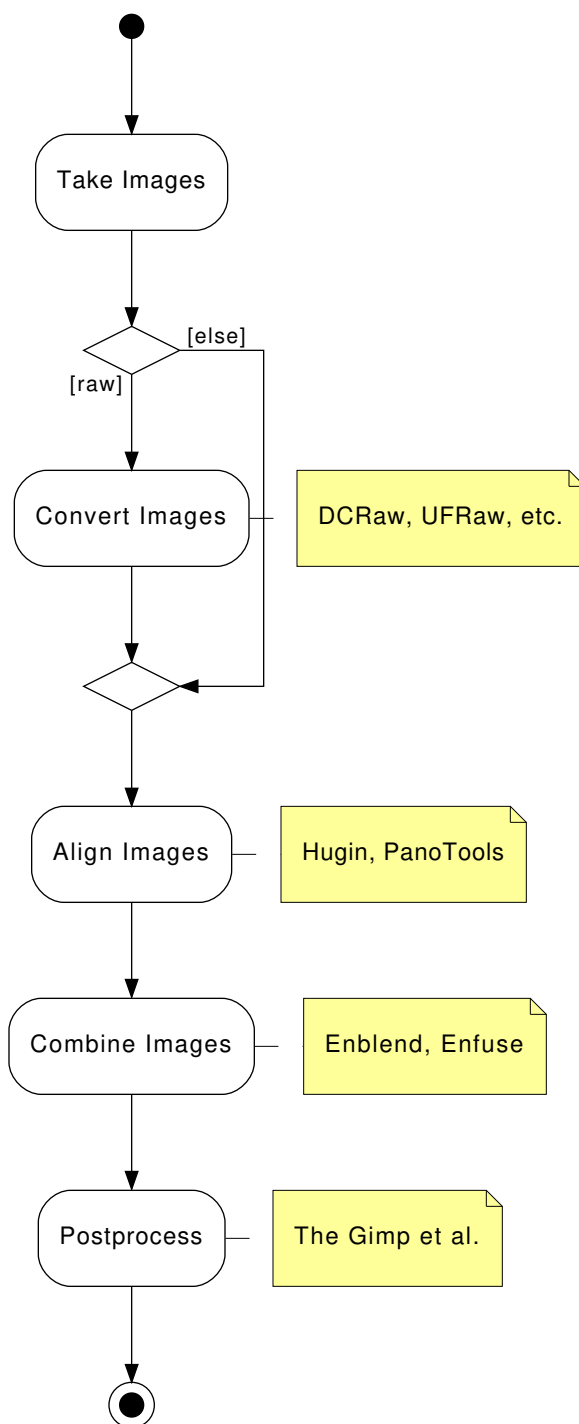 Take Images
[else]
[raw]
Convert Images
DCRaw, UFRaw, etc.
Align Images
Hugin, PanoTools
Combine Images
Enblend, Enfuse
Postprocess
The Gimp et al.